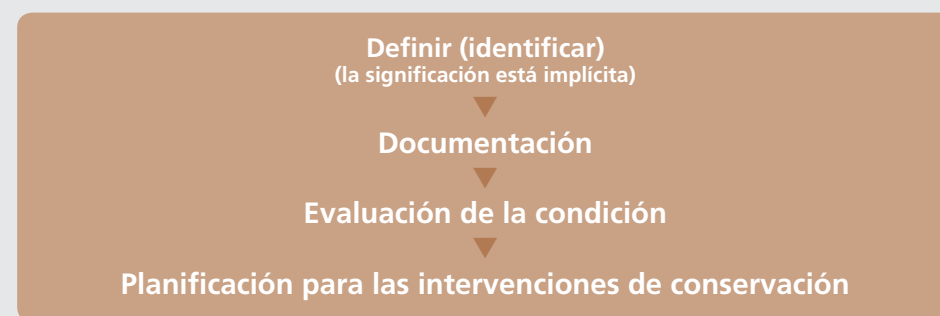 Definir (identificar)
(la significación está implícita)
Documentación
Evaluación de la condición
Planificación para las intervenciones de conservación